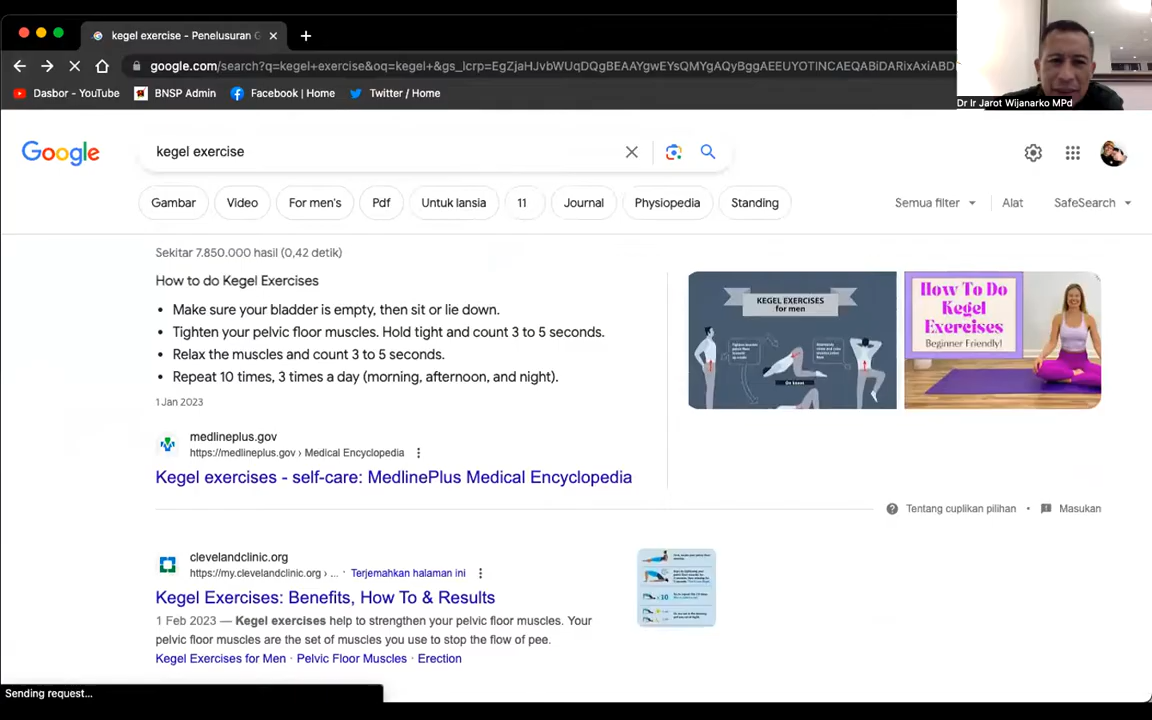 kegel exercise - Penelusuran G
google.com/search?q=kegel+exercise&oq=kegel+&gs_lcrp=EgZjaHJvbWUqDQgBEAAYgwEYsQMYgAQyBggAEEUYOTINCAEQABiDARixAxiABD
Dasbor - YouTube
BNSP Admin
Facebook | Home
Twitter / Home
Dr Ir Jarot Wijanarko MPd
Google
kegel exercise
Gambar
Video
For men's
Pdf
Untuk lansia
11
Journal
Physiopedia
Standing
Semua filter
Alat
SafeSearch
Sekitar 7.850.000 hasil (0,42 detik)
How to do Kegel Exercises
• Make sure your bladder is empty, then sit or lie down.
• Tighten your pelvic floor muscles. Hold tight and count 3 to 5 seconds.
• Relax the muscles and count 3 to 5 seconds.
• Repeat 10 times, 3 times a day (morning, afternoon, and night).
1 Jan 2023
KEGEL EXERCISES
for men
How To Do
Kegel
Exercises
Beginner Friendly!
medlineplus.gov
https://medlineplus.gov › Medical Encyclopedia
Kegel exercises - self-care: MedlinePlus Medical Encyclopedia
Tentang cuplikan pilihan • Masukan
clevelandclinic.org
https://my.clevelandclinic.org › ... · Terjemahkan halaman ini
Kegel Exercises: Benefits, How To & Results
1 Feb 2023 — Kegel exercises help to strengthen your pelvic floor muscles. Your
pelvic floor muscles are the set of muscles you use to stop the flow of pee.
Kegel Exercises for Men · Pelvic Floor Muscles · Erection
Sending request...